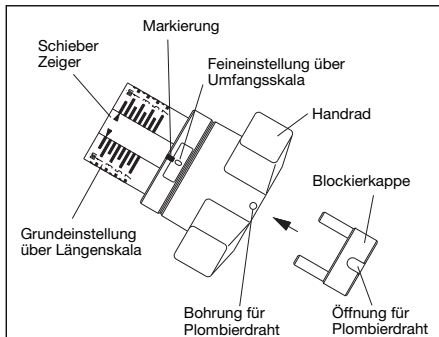 Markierung
Schieber
Zeiger
Feineinstellung über
Umfangsskala
Handrad
Blockierkappe
Grundeinstellung
über Längenskala
Bohrung für
Plombierdraht
Öffnung für
Plombierdraht